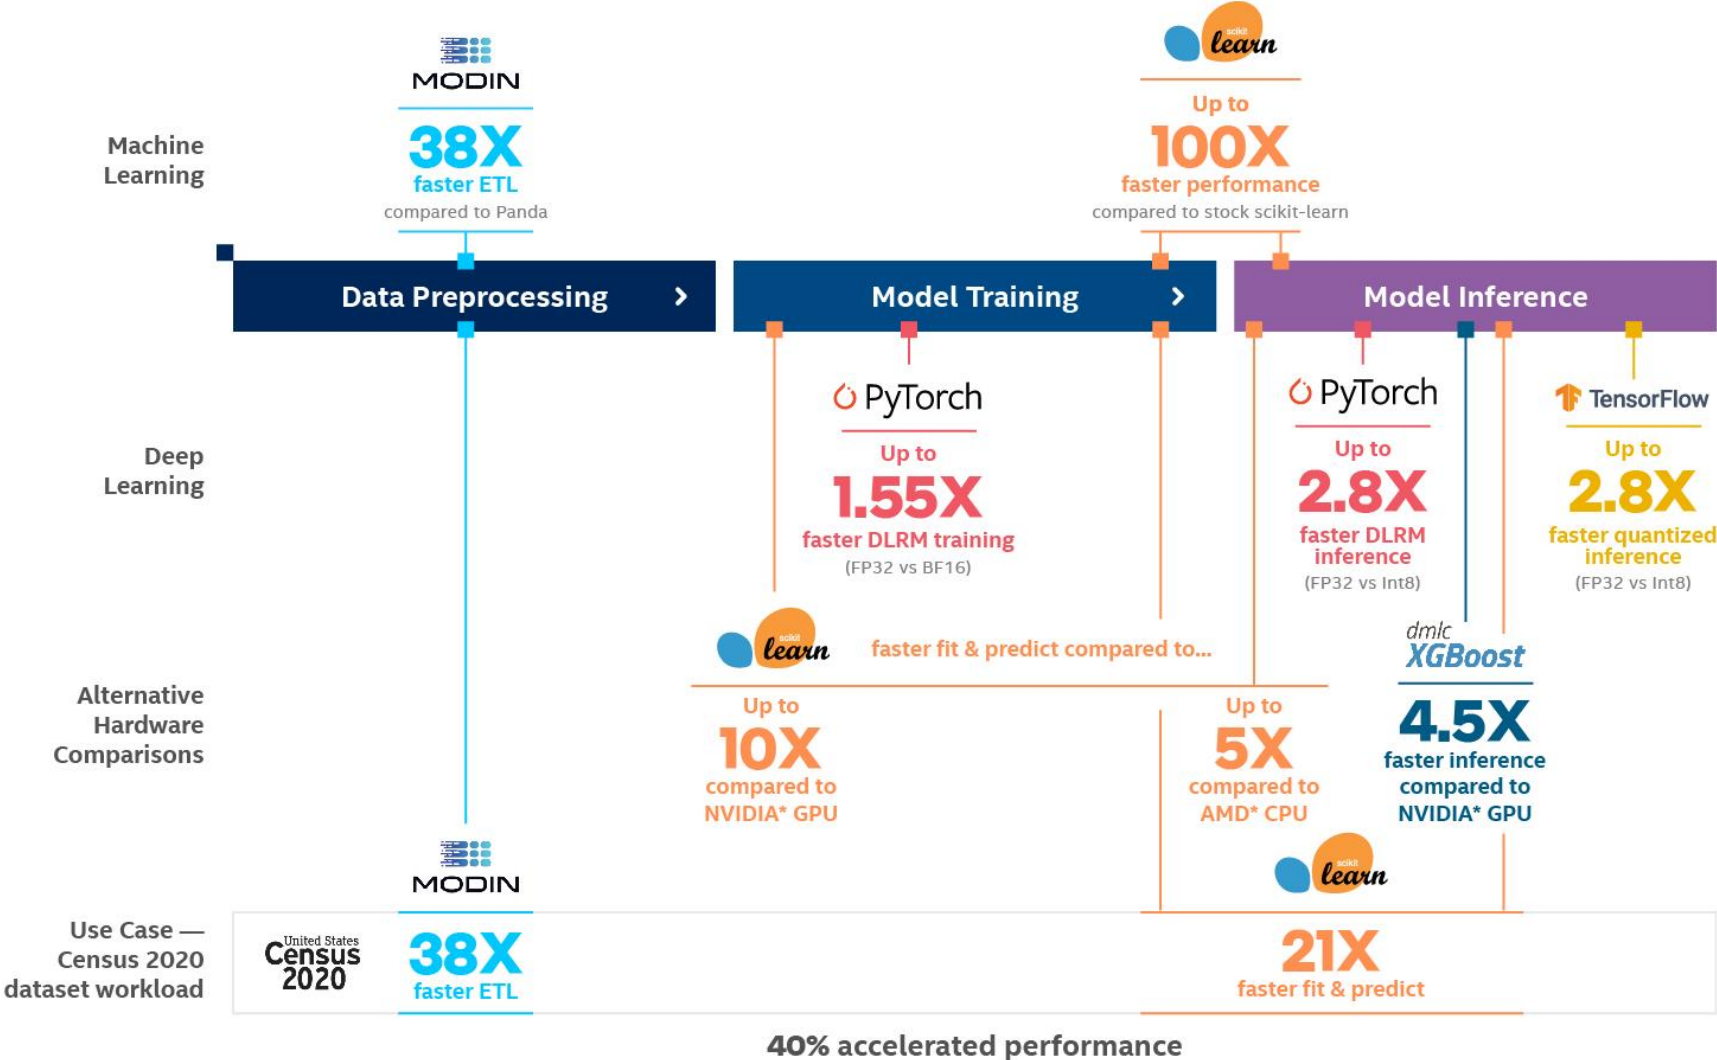 MODIN
38X
faster ETL
compared to Panda
scikit
learn
Up to
100X
faster performance
compared to stock scikit-learn
Machine
Learning
Data Preprocessing
Model Training
Model Inference
Deep
Learning
PyTorch
Up to
1.55X
faster DLRM training
(FP32 vs BF16)
PyTorch
Up to
2.8X
faster DLRM
inference
(FP32 vs Int8)
TensorFlow
Up to
2.8X
faster quantized
inference
(FP32 vs Int8)
Alternative
Hardware
Comparisons
scikit
learn
faster fit & predict compared to...
Up to
10X
compared to
NVIDIA* GPU
Up to
5X
compared to
AMD* CPU
dmlc
XGBoost
4.5X
faster inference
compared to
NVIDIA* GPU
Use Case —
Census 2020
dataset workload
United States
Census
2020
MODIN
38X
faster ETL
scikit
learn
21X
faster fit & predict
40% accelerated performance